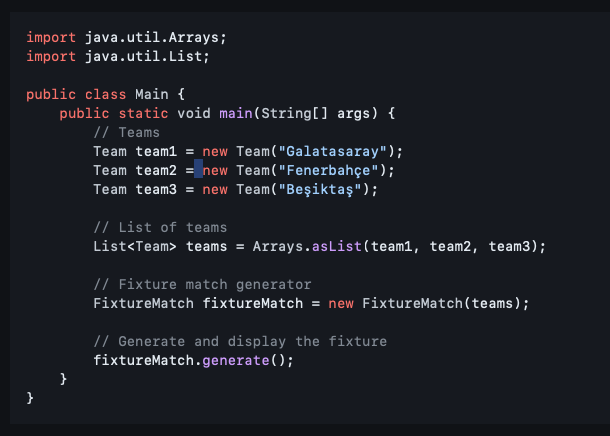 import java.util.Arrays;
import java.util.List;
public class Main {
    public static void main(String[] args) {
        // Teams
        Team team1 = new Team("Galatasaray");
        Team team2 = new Team("Fenerbahçe");
        Team team3 = new Team("Beşiktaş");
        // List of teams
        List<Team> teams = Arrays.asList(team1, team2, team3);
        // Fixture match generator
        FixtureMatch fixtureMatch = new FixtureMatch(teams);
        // Generate and display the fixture
        fixtureMatch.generate();
    }
}